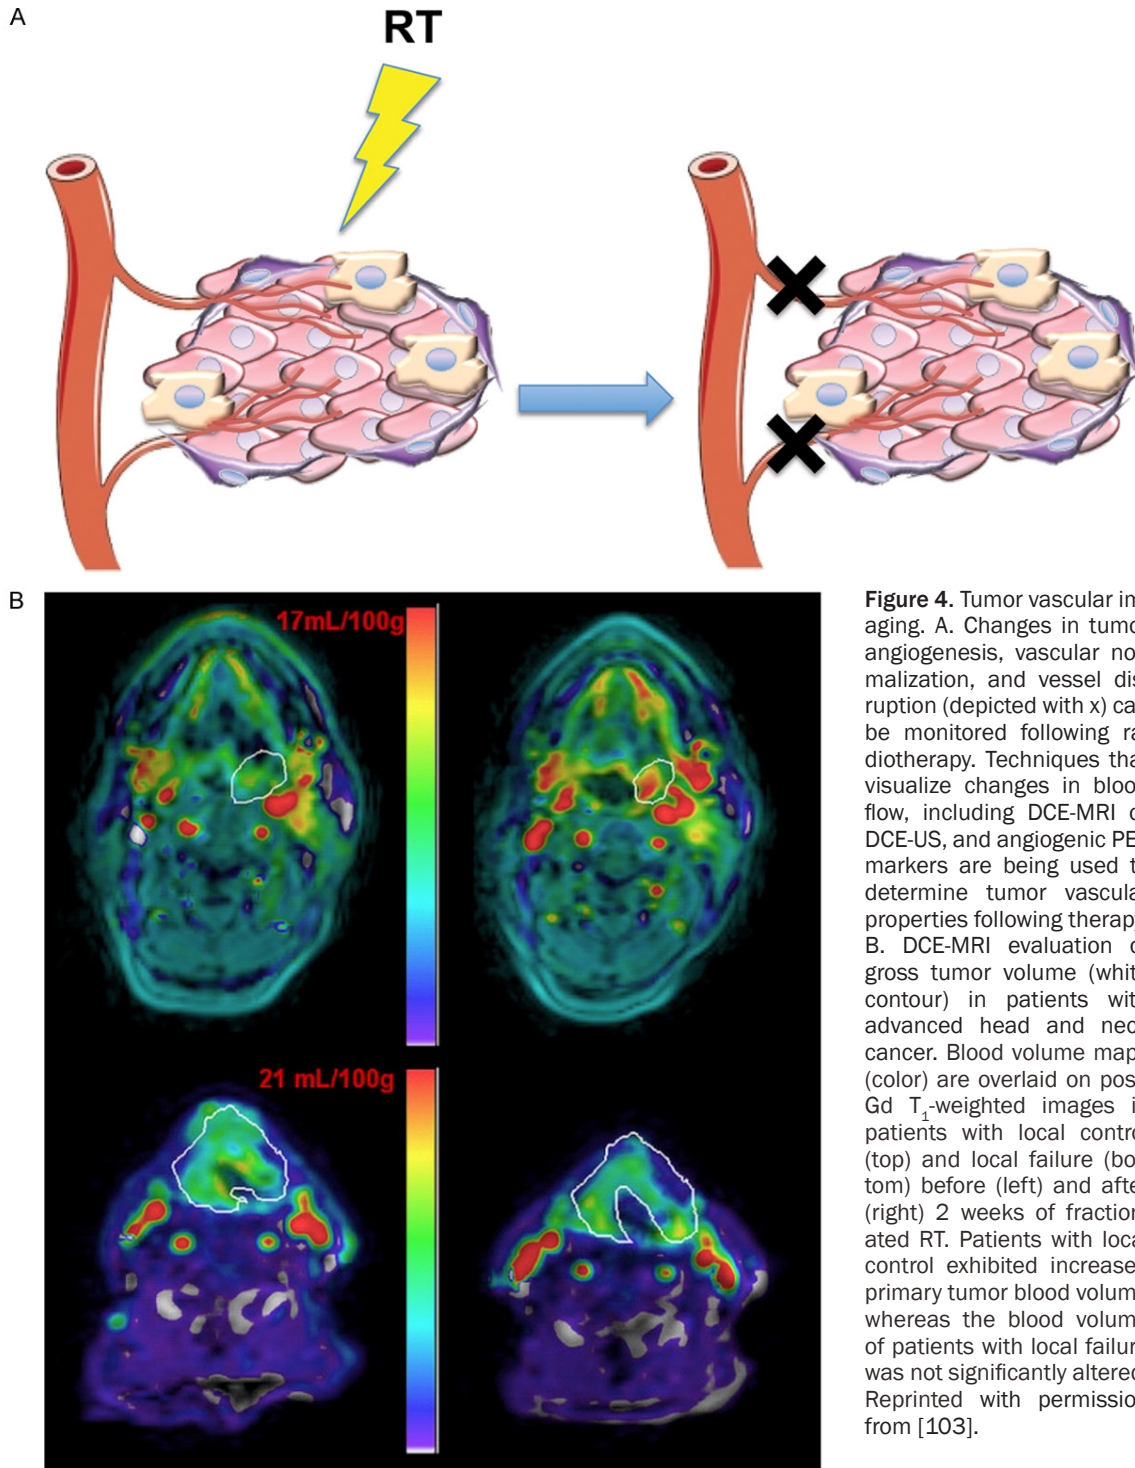 A
RT
B
17mL/100g
21 mL/100g
Figure 4. Tumor vascular im
aging. A. Changes in tumo
angiogenesis, vascular no
malization, and vessel dis
ruption (depicted with x) ca
be monitored following ra
diotherapy. Techniques tha
visualize changes in bloo
flow, including DCE-MRI o
DCE-US, and angiogenic PE
markers are being used t
determine tumor vascula
properties following therapy
B. DCE-MRI evaluation o
gross tumor volume (whit
contour) in patients with
advanced head and nec
cancer. Blood volume map
(color) are overlaid on pos
Gd T₁-weighted images i
patients with local contro
(top) and local failure (bo
tom) before (left) and afte
(right) 2 weeks of fraction
ated RT. Patients with loca
control exhibited increase
primary tumor blood volum
whereas the blood volum
of patients with local failur
was not significantly altered
Reprinted with permissio
from [103].